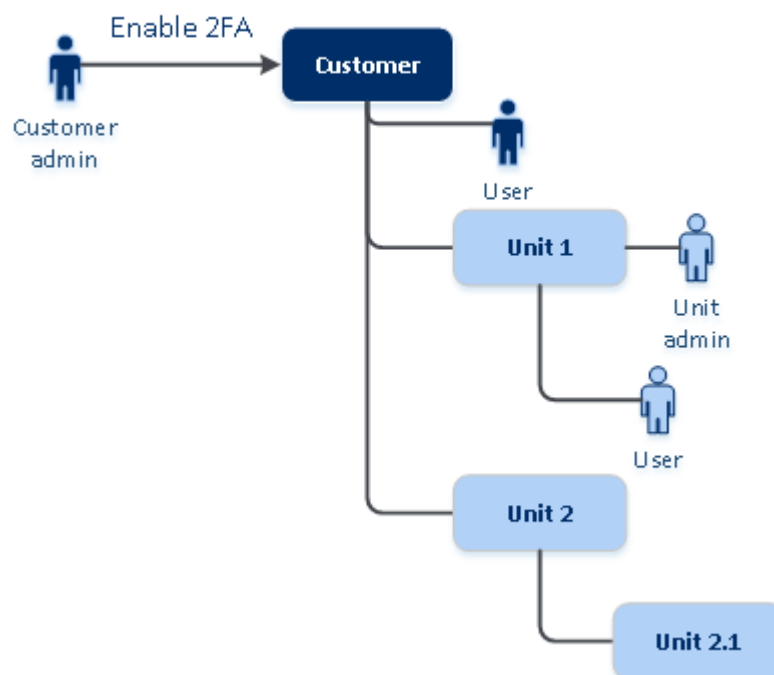 Enable 2FA
Customer
Customer
admin
User
Unit 1
Unit
admin
User
Unit 2
Unit 2.1